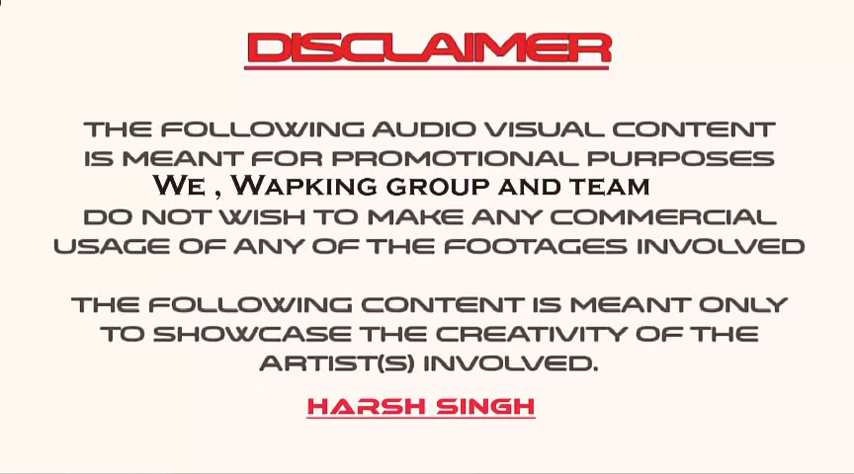 DISCLAIMER
THE FOLLOWING AUDIO VISUAL CONTENT
IS MEANT FOR PROMOTIONAL PURPOSES
WE , WAPKING GROUP AND TEAM
DO NOT WISH TO MAKE ANY COMMERCIAL
USAGE OF ANY OF THE FOOTAGES INVOLVED
THE FOLLOWING CONTENT IS MEANT ONLY
TO SHOWCASE THE CREATIVITY OF THE
ARTIST(S) INVOLVED.
HARSH SINGH